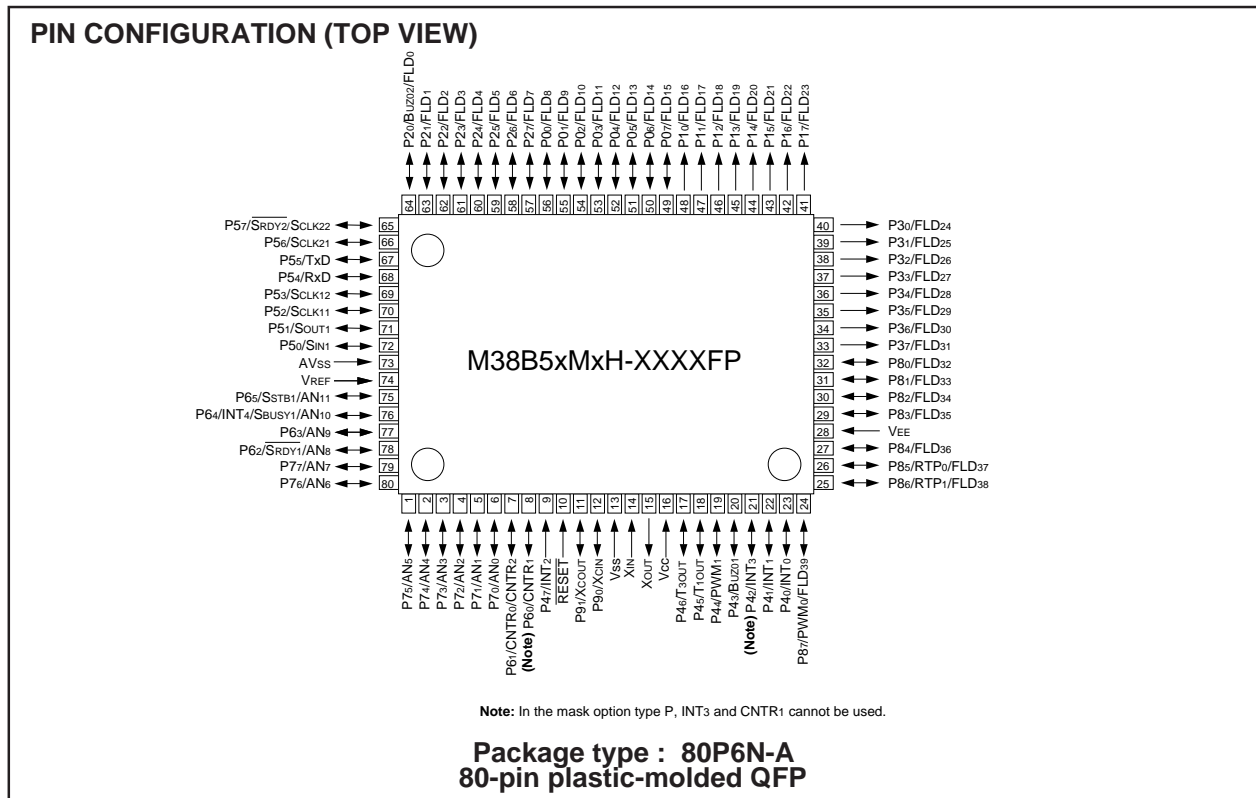 PIN CONFIGURATION (TOP VIEW)
P20/BUZ02/FLD0
P21/FLD1
P22/FLD2
P23/FLD3
P24/FLD4
P25/FLD5
P26/FLD6
P27/FLD7
P00/FLD8
P01/FLD9
P02/FLD10
P03/FLD11
P04/FLD12
P05/FLD13
P06/FLD14
P07/FLD15
P10/FLD16
P11/FLD17
P12/FLD18
P13/FLD19
P14/FLD20
P15/FLD21
P16/FLD22
P17/FLD23
64 63 62 61 60 59 58 57 56 55 54 53 52 51 50 49 48 47 46 45 44 43 42 41
P57/SRDY2/SCLK22 65
P56/SCLK21 66
P55/TxD 67
P54/RxD 68
P53/SCLK12 69
P52/SCLK11 70
P51/SOUT1 71
P50/SIN1 72
AVSS 73
VREF 74
P65/SSTB1/AN11 75
P64/INT4/SBUSY1/AN10 76
P63/AN9 77
P62/SRDY1/AN8 78
P77/AN7 79
P76/AN6 80
M38B5xMxH-XXXXFP
40 P30/FLD24
39 P31/FLD25
38 P32/FLD26
37 P33/FLD27
36 P34/FLD28
35 P35/FLD29
34 P36/FLD30
33 P37/FLD31
32 P80/FLD32
31 P81/FLD33
30 P82/FLD34
29 P83/FLD35
28 VEE
27 P84/FLD36
26 P85/RTP0/FLD37
25 P86/RTP1/FLD38
1 2 3 4 5 6 7 8 9 10 11 12 13 14 15 16 17 18 19 20 21 22 23 24
P75/AN5
P74/AN4
P73/AN3
P72/AN2
P71/AN1
P70/AN0
P61/CNTR0/CNTR2
(Note) P60/CNTR1
P47/INT2
RESET
P91/XCOUT
P90/XCIN
VSS
XIN
XOUT
VCC
P46/T3OUT
P45/T1OUT
P44/PWM1
P43/BUZ01
(Note) P42/INT3
P41/INT1
P40/INT0
P87/PWM0/FLD39
Note: In the mask option type P, INT3 and CNTR1 cannot be used.
Package type : 80P6N-A
80-pin plastic-molded QFP